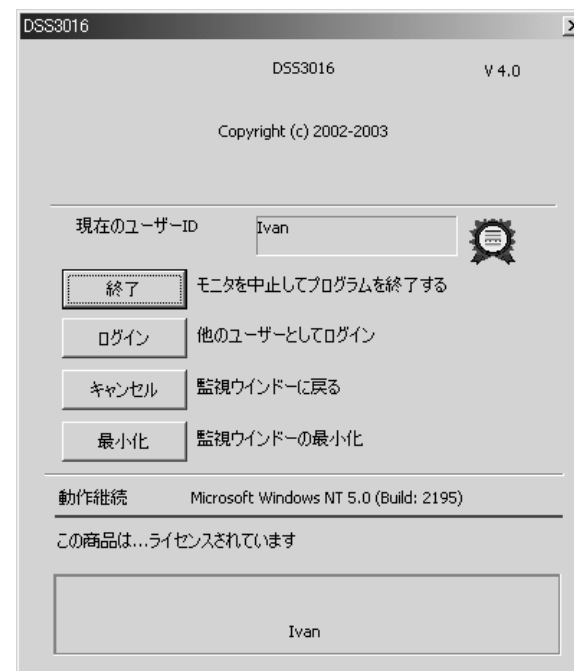 DSS3016
DSS3016 V 4.0
Copyright (c) 2002-2003
現在のユーザーID Ivan
終了 モニタを中止してプログラムを終了する
ログイン 他のユーザーとしてログイン
キャンセル 監視ウインドーに戻る
最小化 監視ウインドーの最小化
動作継続 Microsoft Windows NT 5.0 (Build: 2195)
この商品は...ライセンスされています
Ivan